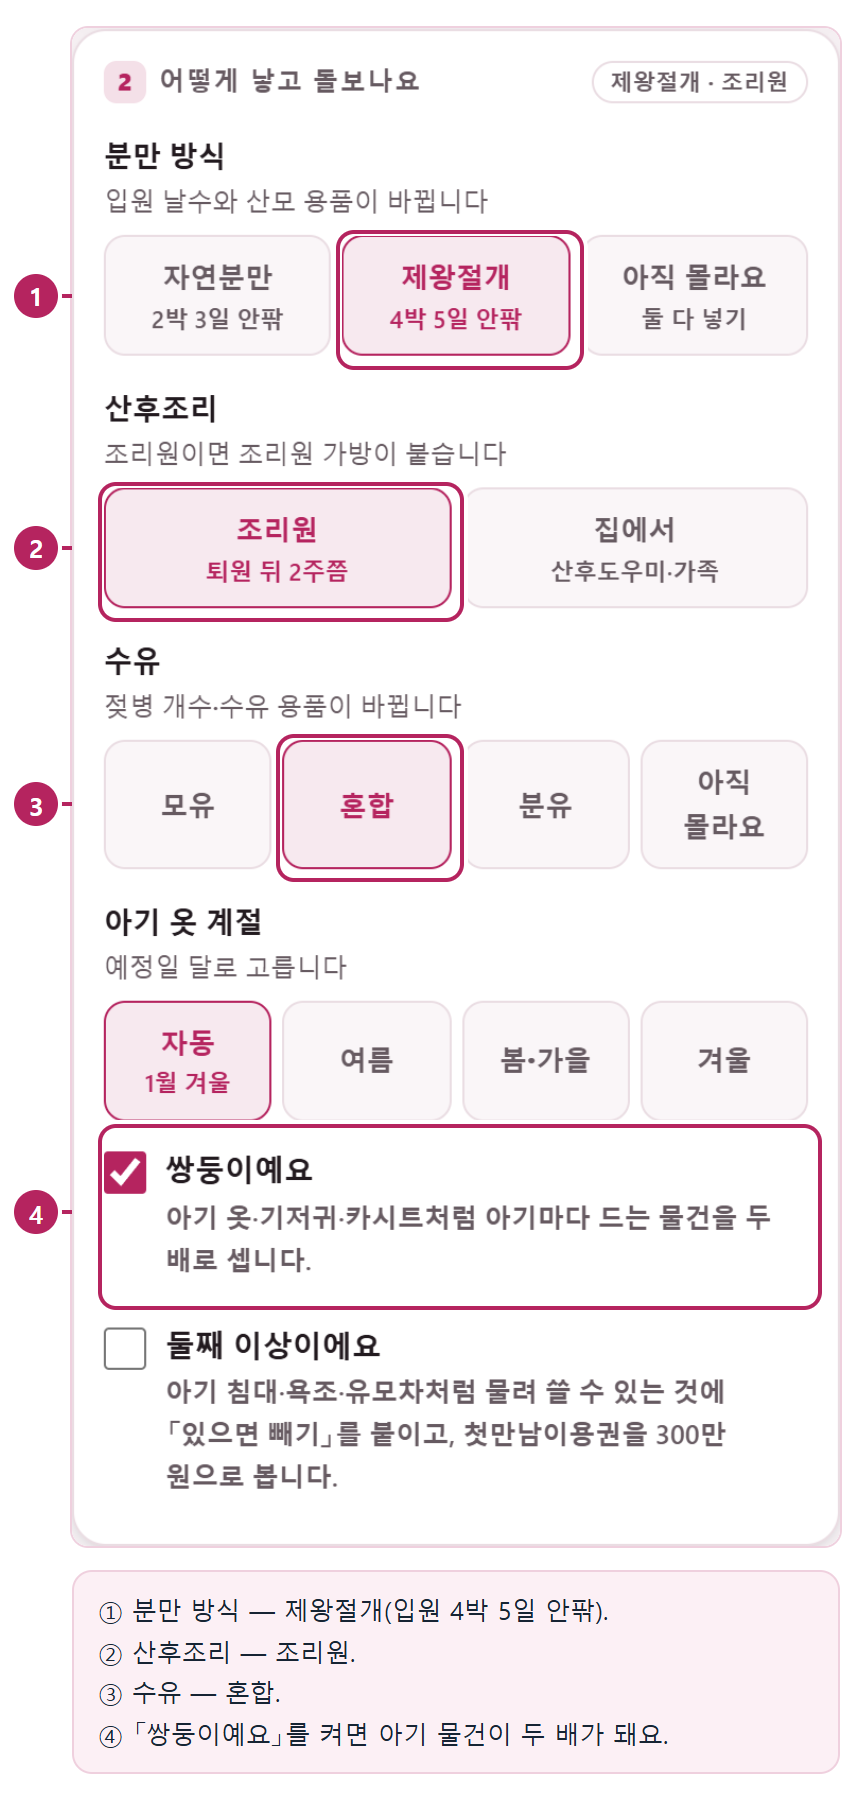 2 어떻게 낳고 돌보나요 제왕절개 · 조리원
분만 방식
입원 날수와 산모 용품이 바뀝니다
자연분만 제왕절개 아직 몰라요
1 2박 3일 안팎 4박 5일 안팎 둘 다 넣기
산후조리
조리원이면 조리원 가방이 붙습니다
조리원 집에서
2 퇴원 뒤 2주쯤 산후도우미·가족
수유
젖병 개수·수유 용품이 바뀝니다
3 모유 혼합 분유 아직
몰라요
아기 옷 계절
예정일 달로 고릅니다
자동 여름 봄·가을 겨울
1월 겨울
쌍둥이예요
4 아기 옷·기저귀·카시트처럼 아기마다 드는 물건을 두
배로 셉니다.
둘째 이상이에요
아기 침대·욕조·유모차처럼 물려 쓸 수 있는 것에
「있으면 빼기」를 붙이고, 첫만남이용권을 300만
원으로 봅니다.
① 분만 방식 — 제왕절개(입원 4박 5일 안팎).
② 산후조리 — 조리원.
③ 수유 — 혼합.
④ 「쌍둥이예요」를 켜면 아기 물건이 두 배가 돼요.